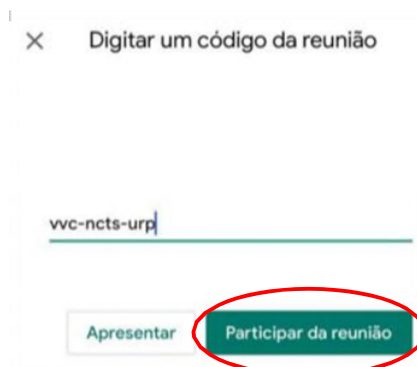 Digitar um código da reunião
vvc-ncts-urp
Apresentar Participar da reunião